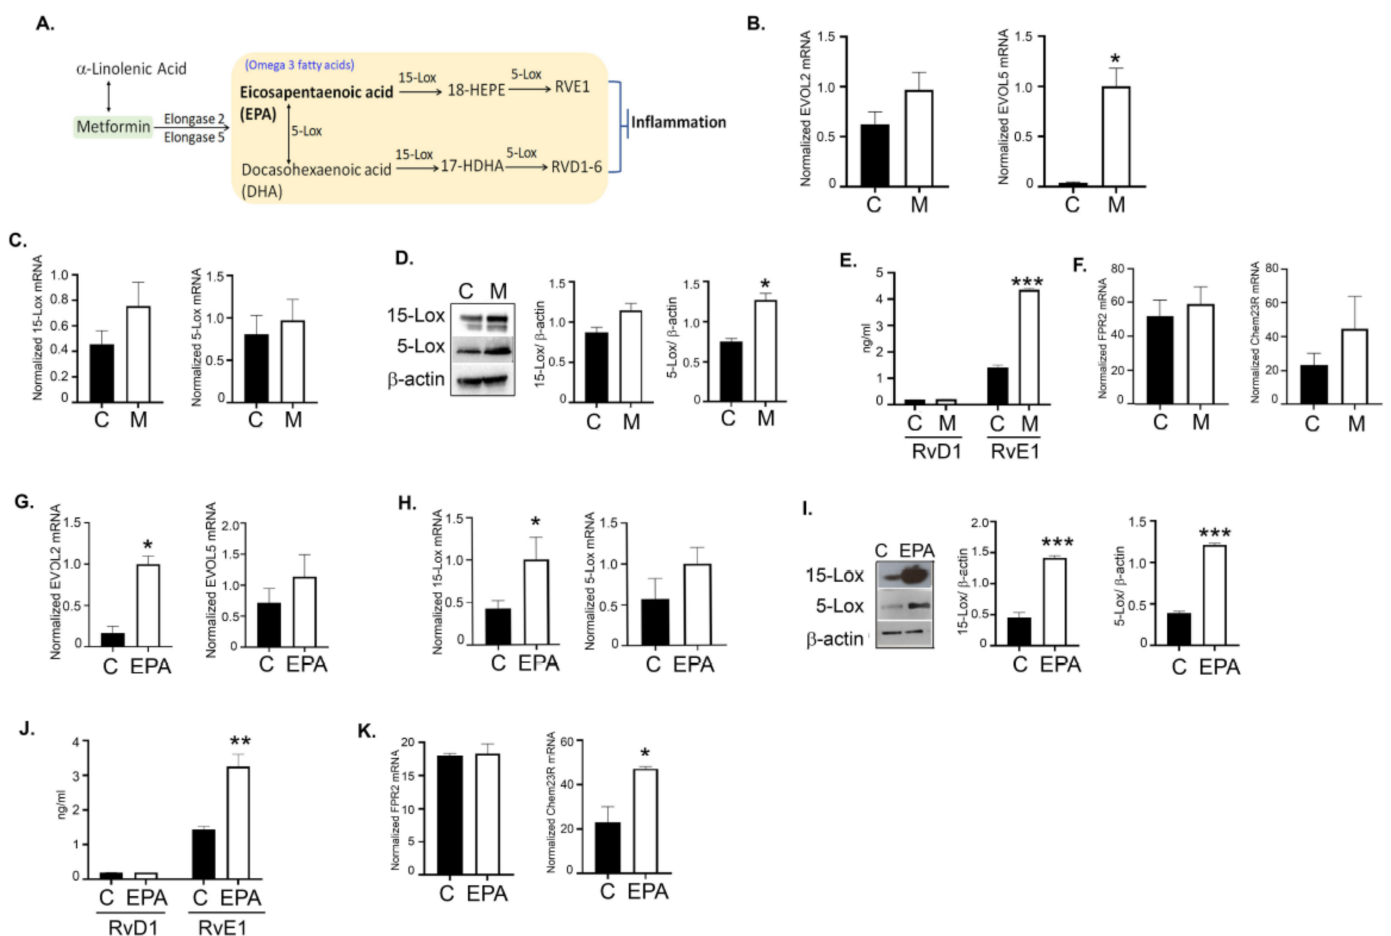 A.
(Omega 3 fatty acids)
α-Linolenic Acid
Eicosapentaenoic acid
(EPA)
15-Lox
18-HEPE
5-Lox
RVE1
Metformin
Elongase 2
Elongase 5
5-Lox
Inflammation
Docasohexaenoic acid
(DHA)
15-Lox
17-HDHA
5-Lox
RVD1-6
B.
Normalized EVOL2 mRNA
1.5
1.0
0.5
0
C M
Normalized EVOL5 mRNA
1.5
1.0
0.5
0
*
C M
C.
Normalized 15-Lox mRNA
1.0
0.8
0.6
0.4
0.2
0
C M
Normalized 5-Lox mRNA
1.5
1.0
0.5
0
C M
D.
C M
15-Lox
5-Lox
β-actin
15-Lox/ β-actin
1.5
1.0
0.5
0
C M
5-Lox/ β-actin
1.5
1.0
0.5
0
*
C M
E.
ng/ml
5
4
3
2
1
0
***
C M C M
RvD1 RvE1
F.
Normalized FPR2 mRNA
80
60
40
20
0
C M
Normalized Chem23R mRNA
80
60
40
20
0
C M
G.
Normalized EVOL2 mRNA
1.5
1.0
0.5
0
*
C EPA
Normalized EVOL5 mRNA
2.0
1.5
1.0
0.5
0
C EPA
H.
Normalized 15-Lox mRNA
1.5
1.0
0.5
0
*
C EPA
Normalized 5-Lox mRNA
1.5
1.0
0.5
0
C EPA
I.
C EPA
15-Lox
5-Lox
β-actin
15-Lox/ β-actin
2.0
1.5
1.0
0.5
0
***
C EPA
5-Lox/ β-actin
1.5
1.0
0.5
0
***
C EPA
J.
ng/ml
4
3
2
1
0
**
C EPA C EPA
RvD1 RvE1
K.
Normalized FPR2 mRNA
20
15
10
5
0
C EPA
Normalized Chem23R mRNA
60
40
20
0
*
C EPA